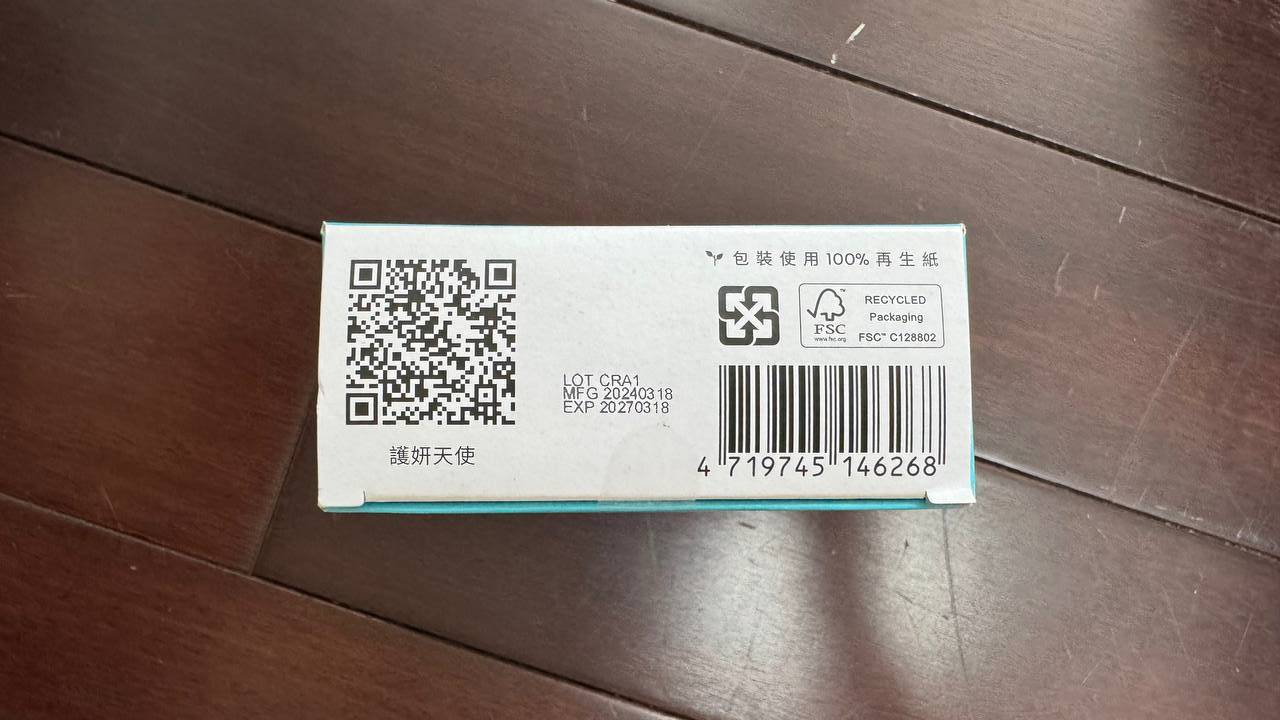 包裝使用100%再生紙
FSC™
www.fsc.org
RECYCLED
Packaging
FSC™ C128802
LOT CRA1
MFG 20240318
EXP 20270318
護妍天使
4 719745 146268